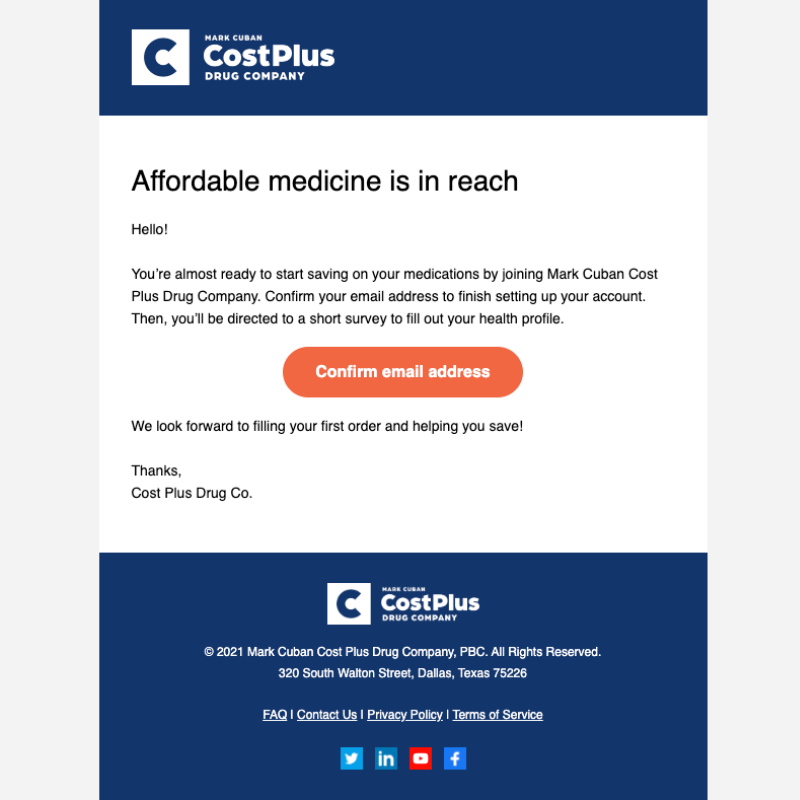 C
MARK CUBAN
CostPlus
DRUG COMPANY
Affordable medicine is in reach
Hello!
You’re almost ready to start saving on your medications by joining Mark Cuban Cost
Plus Drug Company. Confirm your email address to finish setting up your account.
Then, you’ll be directed to a short survey to fill out your health profile.
Confirm email address
We look forward to filling your first order and helping you save!
Thanks,
Cost Plus Drug Co.
C
MARK CUBAN
CostPlus
DRUG COMPANY
© 2021 Mark Cuban Cost Plus Drug Company, PBC. All Rights Reserved.
320 South Walton Street, Dallas, Texas 75226
FAQ | Contact Us | Privacy Policy | Terms of Service
in f